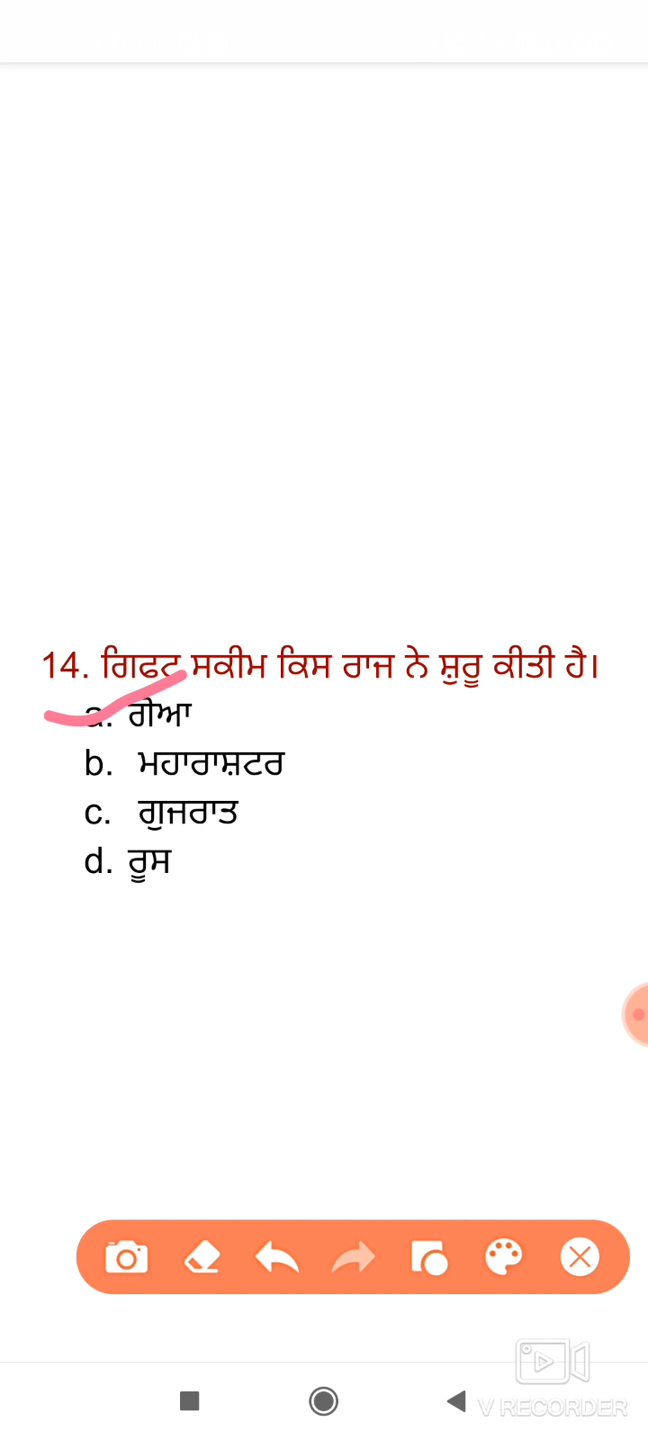 14. ਗਿਫਟ ਸਕੀਮ ਕਿਸ ਰਾਜ ਨੇ ਸ਼ੁਰੂ ਕੀਤੀ ਹੈ।
a. ਗੀਆ
b. ਮਹਾਰਾਸ਼ਟਰ
c. ਗੁਜਰਾਤ
d. ਰੂਸ
V RECORDER